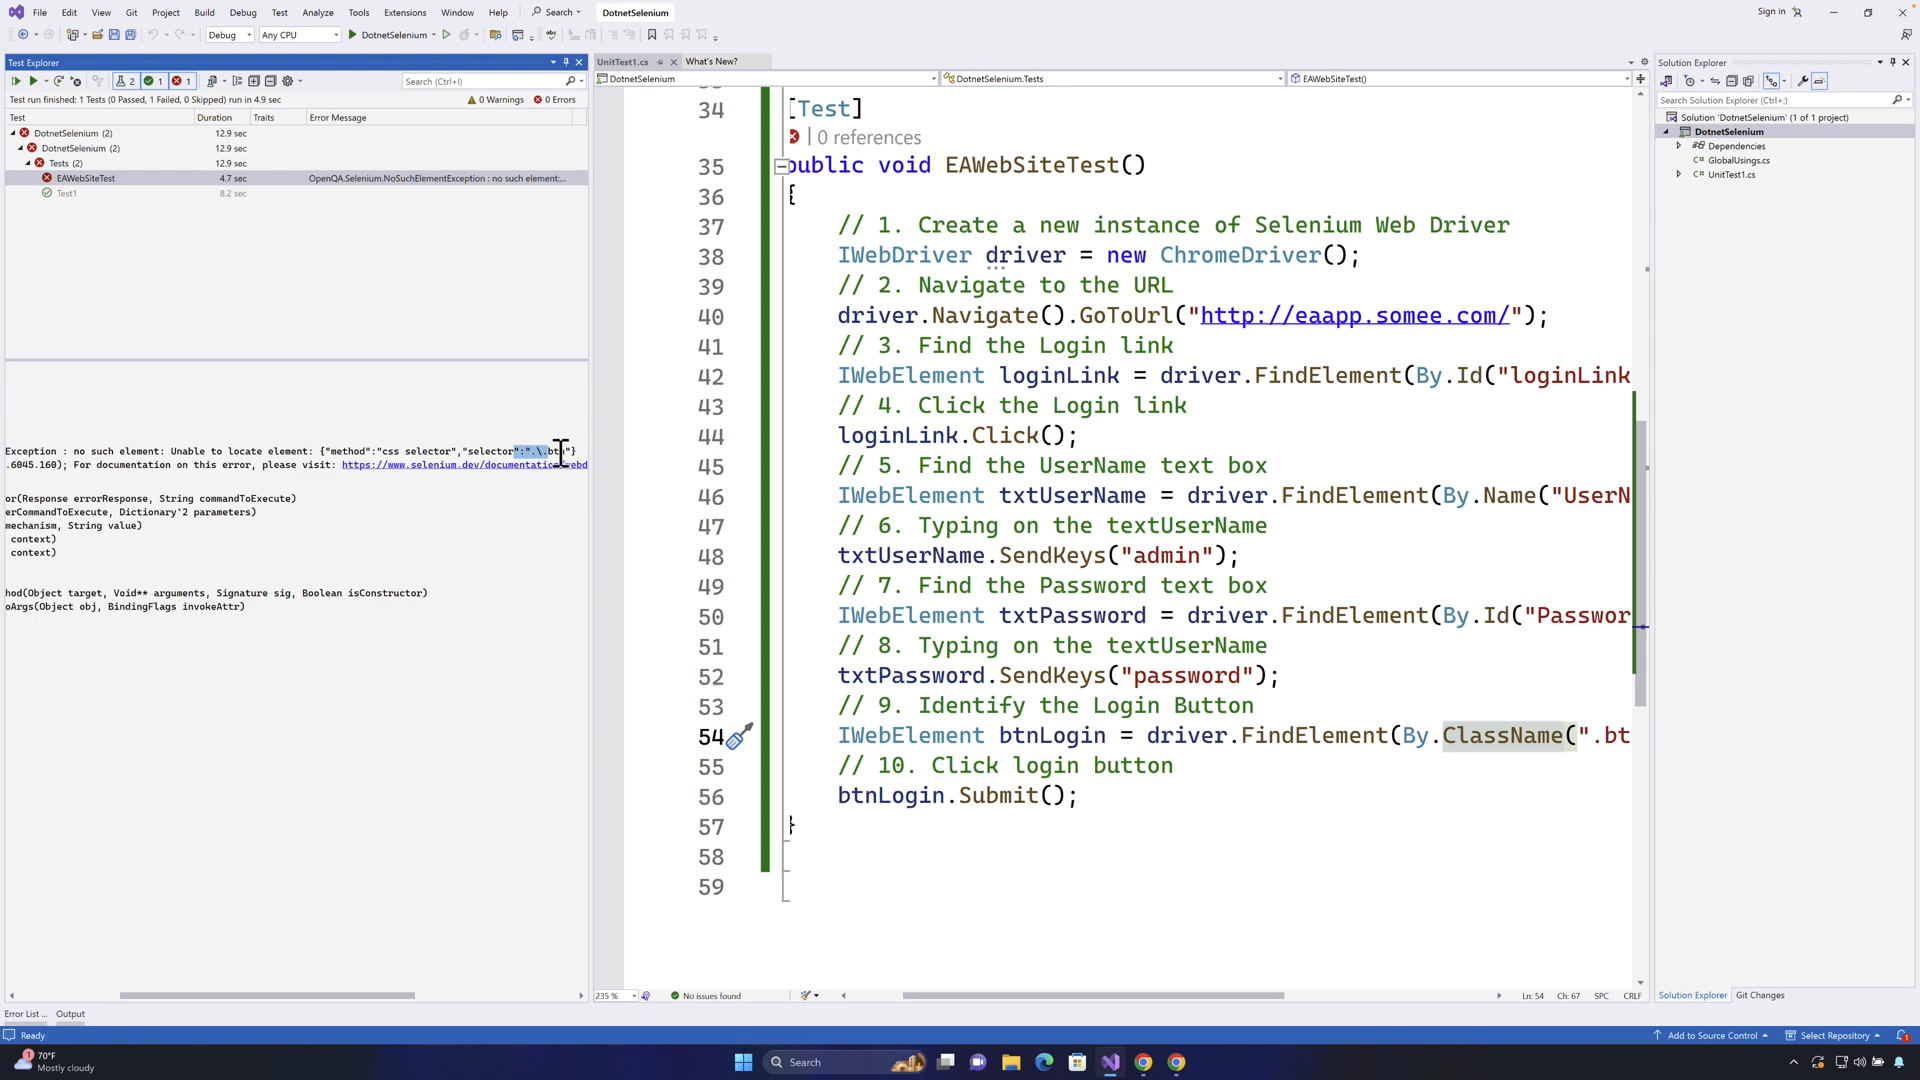 File Edit View Git Project Build Debug Test Analyze Tools Extensions Window Help Search DotnetSelenium Sign in
Debug Any CPU DotnetSelenium
Test Explorer
2 1 1 Search (Ctrl+I)
Test run finished: 1 Tests (0 Passed, 1 Failed, 0 Skipped) run in 4.9 sec 0 Warnings 0 Errors
Test Duration Traits Error Message
DotnetSelenium (2) 12.9 sec
DotnetSelenium (2) 12.9 sec
Tests (2) 12.9 sec
EAWebSiteTest 4.7 sec OpenQA.Selenium.NoSuchElementException : no such element:...
Test1 8.2 sec
Exception : no such element: Unable to locate element: {"method":"css selector","selector":".\.btn"}
.6045.160); For documentation on this error, please visit: https://www.selenium.dev/documentation/webd
or(Response errorResponse, String commandToExecute)
erCommandToExecute, Dictionary`2 parameters)
mechanism, String value)
context)
context)
hod(Object target, Void** arguments, Signature sig, Boolean isConstructor)
oArgs(Object obj, BindingFlags invokeAttr)
Error List ... Output
UnitTest1.cs What's New?
DotnetSelenium DotnetSelenium.Tests EAWebSiteTest()
34 [Test]
0 references
35 public void EAWebSiteTest()
36 {
37 // 1. Create a new instance of Selenium Web Driver
38 IWebDriver driver = new ChromeDriver();
39 // 2. Navigate to the URL
40 driver.Navigate().GoToUrl("http://eaapp.somee.com/");
41 // 3. Find the Login link
42 IWebElement loginLink = driver.FindElement(By.Id("loginLink
43 // 4. Click the Login link
44 loginLink.Click();
45 // 5. Find the UserName text box
46 IWebElement txtUserName = driver.FindElement(By.Name("UserN
47 // 6. Typing on the textUserName
48 txtUserName.SendKeys("admin");
49 // 7. Find the Password text box
50 IWebElement txtPassword = driver.FindElement(By.Id("Passwor
51 // 8. Typing on the textUserName
52 txtPassword.SendKeys("password");
53 // 9. Identify the Login Button
54 IWebElement btnLogin = driver.FindElement(By.ClassName(".bt
55 // 10. Click login button
56 btnLogin.Submit();
57 }
58
59
235 % No issues found Ln: 54 Ch: 67 SPC CRLF
Solution Explorer
Search Solution Explorer (Ctrl+;)
Solution 'DotnetSelenium' (1 of 1 project)
DotnetSelenium
Dependencies
C# GlobalUsings.cs
C# UnitTest1.cs
Solution Explorer Git Changes
Ready Add to Source Control Select Repository 1
1 70°F
Mostly cloudy
Search